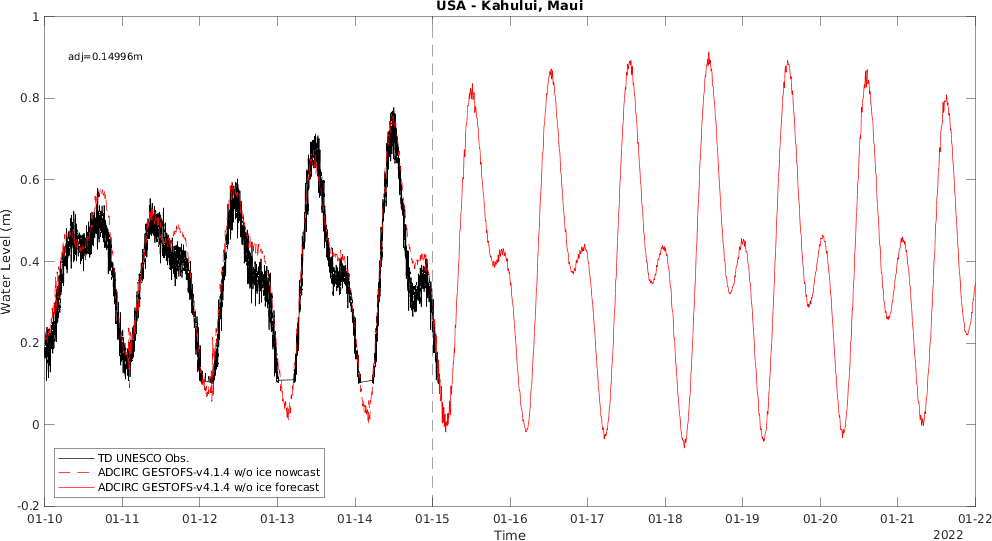 USA - Kahului, Maui
adj=0.14996m
1
0.8
0.6
0.4
0.2
0
-0.2
Water Level (m)
TD UNESCO Obs.
ADCIRC GESTOFS-v4.1.4 w/o ice nowcast
ADCIRC GESTOFS-v4.1.4 w/o ice forecast
01-10 01-11 01-12 01-13 01-14 01-15 01-16 01-17 01-18 01-19 01-20 01-21 01-22
Time
2022